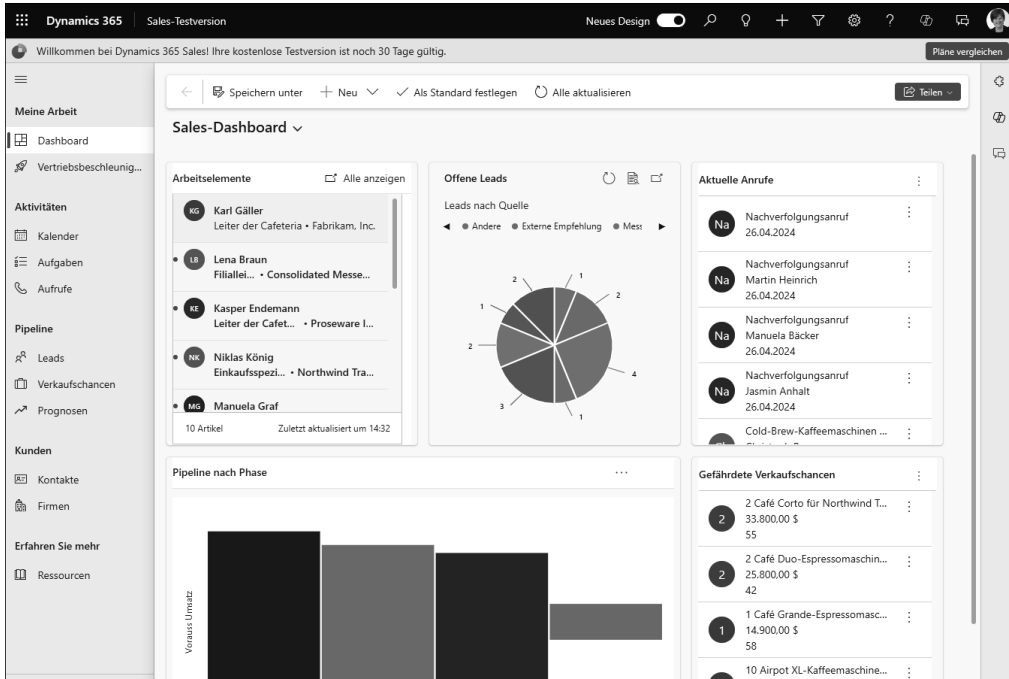 Dynamics 365 Sales-Testversion Neues Design
Willkommen bei Dynamics 365 Sales! Ihre kostenlose Testversion ist noch 30 Tage gültig. Pläne vergleichen
Meine Arbeit
Dashboard
Vertriebsbeschleunig...
Aktivitäten
Kalender
Aufgaben
Aufrufe
Pipeline
Leads
Verkaufschancen
Prognosen
Kunden
Kontakte
Firmen
Erfahren Sie mehr
Ressourcen
Speichern unter Neu Als Standard festlegen Alle aktualisieren Teilen
Sales-Dashboard
Arbeitselemente Alle anzeigen
KG Karl Gäller
Leiter der Cafeteria • Fabrikam, Inc.
LB Lena Braun
Filiallei... • Consolidated Messe...
KE Kasper Endemann
Leiter der Cafet... • Proseware I...
NK Niklas König
Einkaufsspezi... • Northwind Tra...
MG Manuela Graf
10 Artikel Zuletzt aktualisiert um 14:32
Offene Leads
Leads nach Quelle
Andere Externe Empfehlung
1
2
4
1
3
2
1
2
Aktuelle Anrufe
Na Nachverfolgungsanruf
26.04.2024
Nachverfolgungsanruf
Na Martin Heinrich
26.04.2024
Nachverfolgungsanruf
Na Manuela Bäcker
26.04.2024
Nachverfolgungsanruf
Na Jasmin Anhalt
26.04.2024
Cold-Brew-Kaffeemaschinen ...
Pipeline nach Phase
Vorauss Umsatz
Gefährdete Verkaufschancen
2 Café Corto für Northwind T...
2 33.800,00 $
55
2 Café Duo-Espressomaschin...
2 25.800,00 $
42
1 Café Grande-Espressomasc...
1 14.900,00 $
58
10 Airpot XL-Kaffeemaschine...